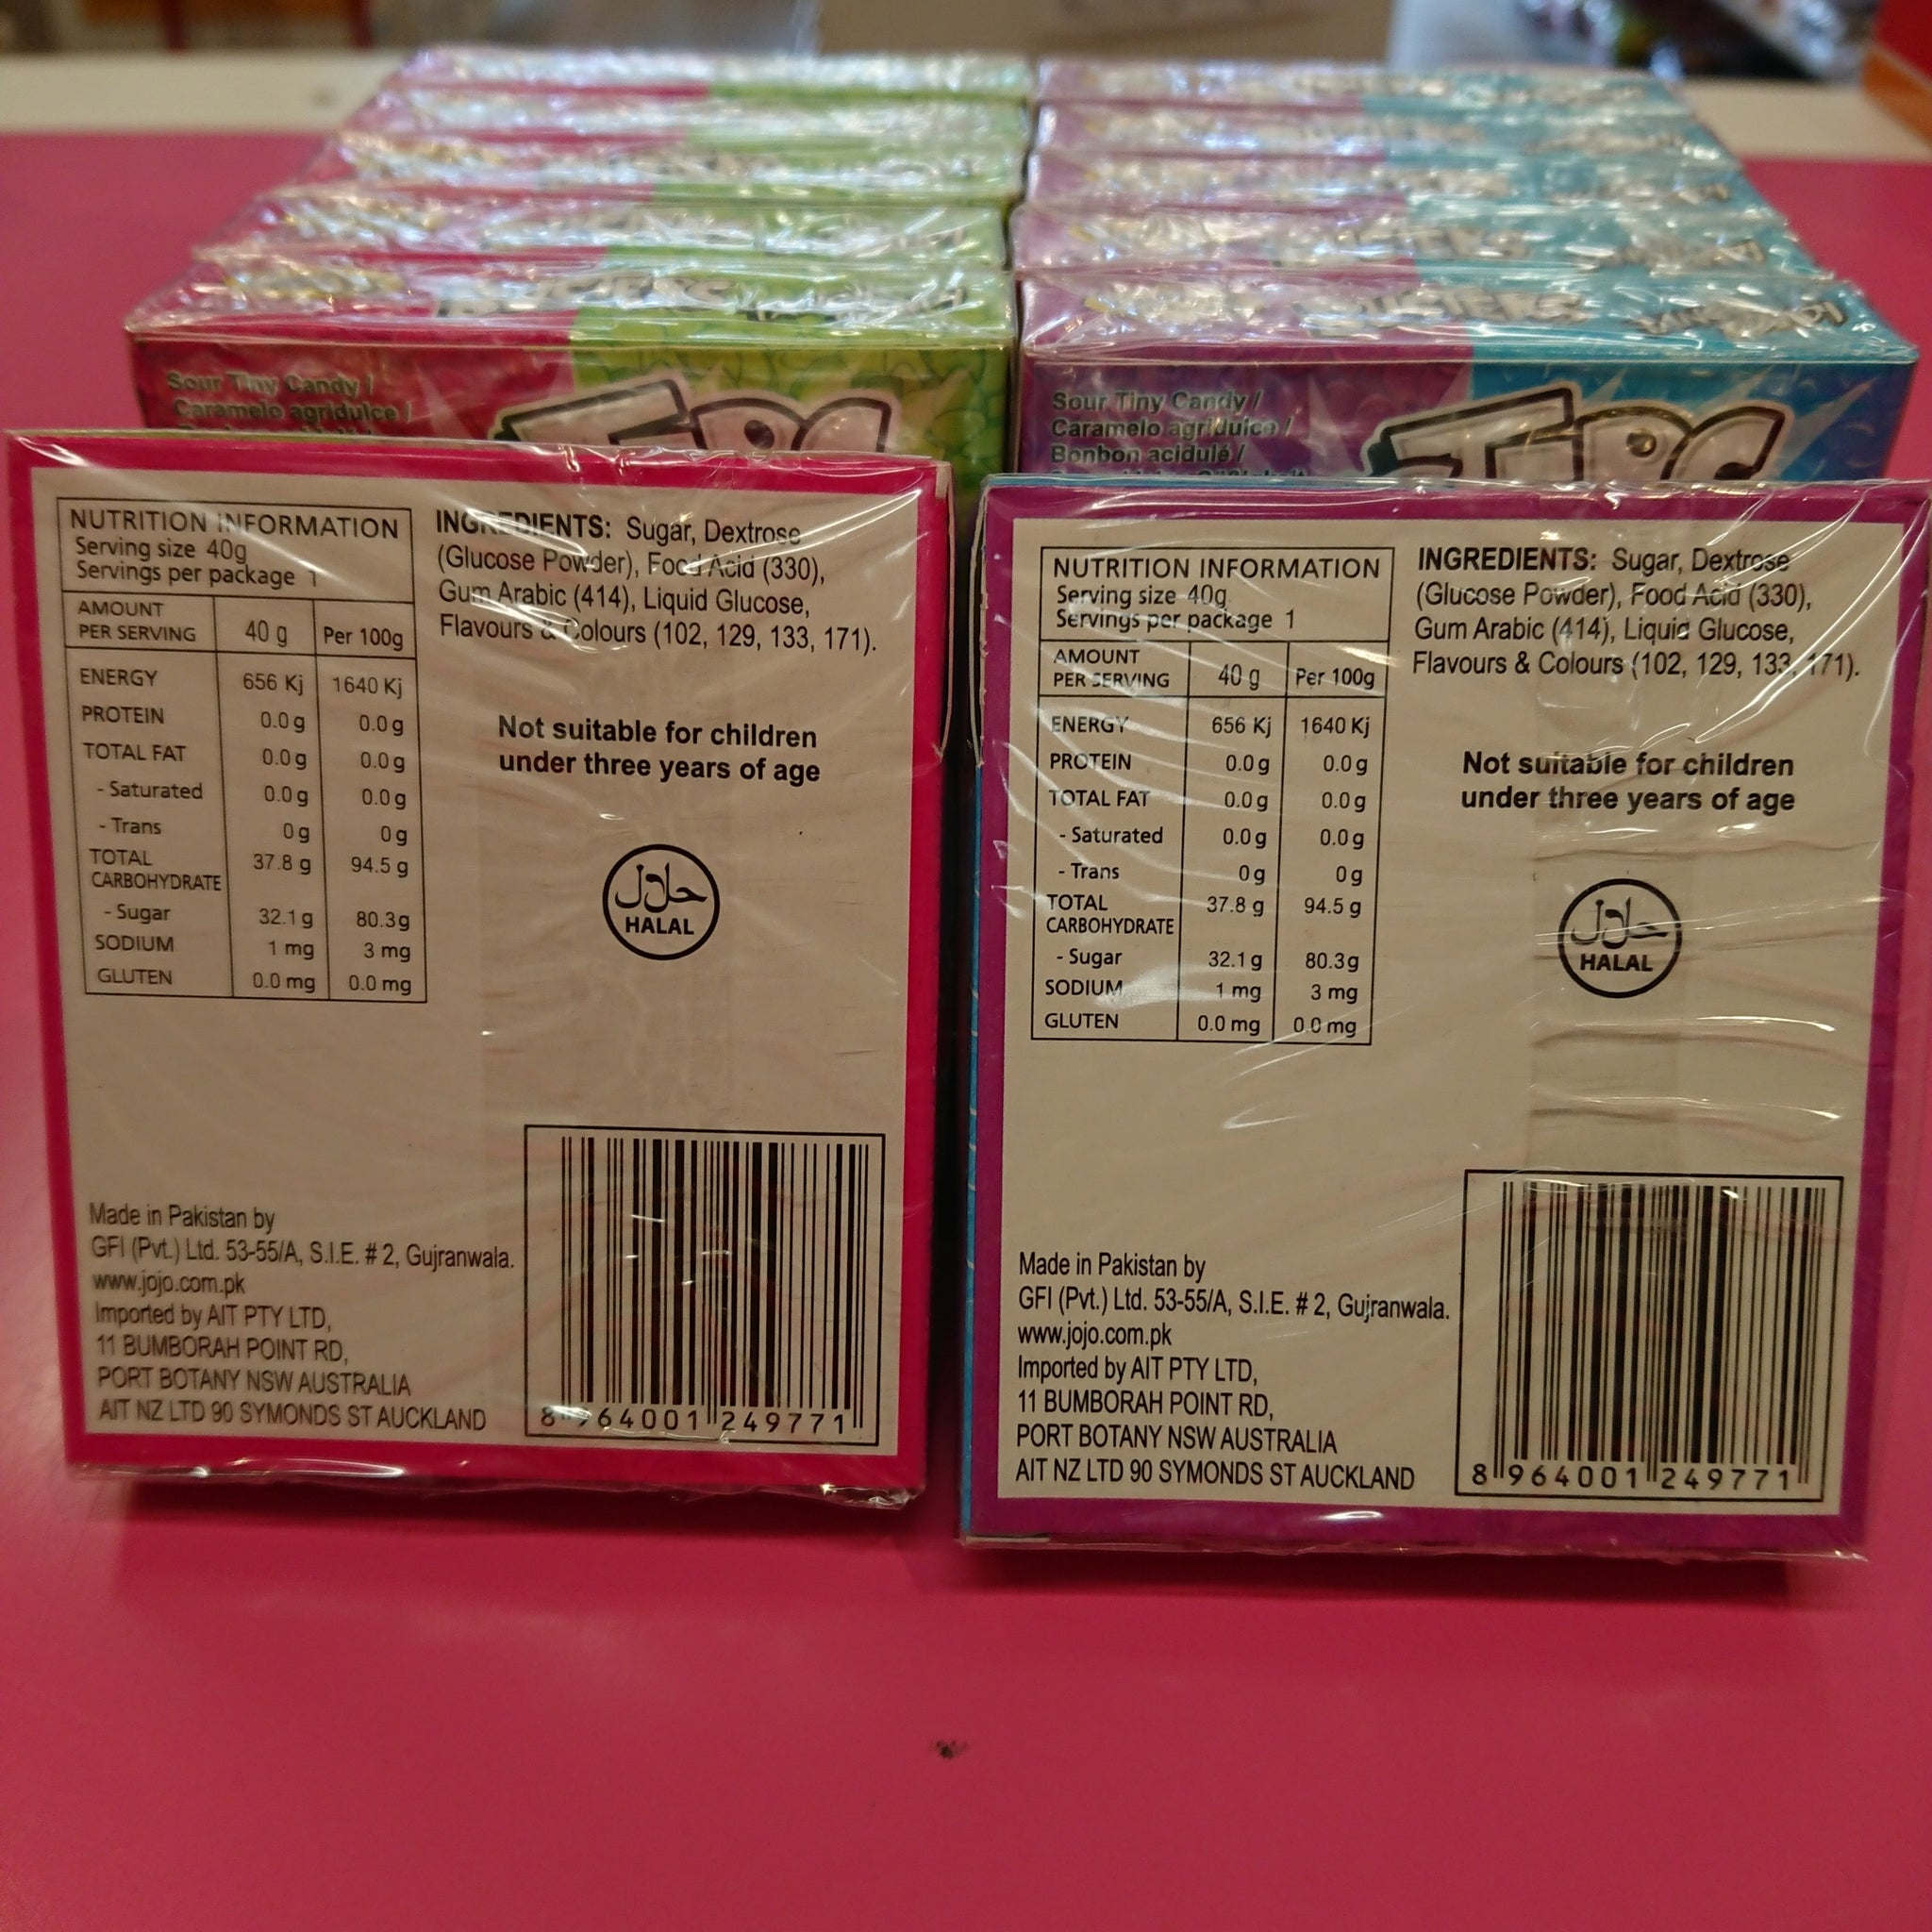 Sour Tiny Candy /
Caramelo agridulce /
Sour Tiny Candy /
Caramelo agridulce /
Bonbon acidulé /
NUTRITION INFORMATION
Serving size 40g
Servings per package 1
AMOUNT PER SERVING 40 g Per 100g
ENERGY 656 Kj 1640 Kj
PROTEIN 0.0 g 0.0 g
TOTAL FAT 0.0 g 0.0 g
- Saturated 0.0 g 0.0 g
- Trans 0 g 0 g
TOTAL CARBOHYDRATE 37.8 g 94.5 g
- Sugar 32.1 g 80.3g
SODIUM 1 mg 3 mg
GLUTEN 0.0 mg 0.0 mg
INGREDIENTS: Sugar, Dextrose
(Glucose Powder), Food Acid (330),
Gum Arabic (414), Liquid Glucose,
Flavours & Colours (102, 129, 133, 171).
Not suitable for children
under three years of age
حلال
HALAL
Made in Pakistan by
GFI (Pvt.) Ltd. 53-55/A, S.I.E. # 2, Gujranwala.
www.jojo.com.pk
Imported by AIT PTY LTD,
11 BUMBORAH POINT RD,
PORT BOTANY NSW AUSTRALIA
AIT NZ LTD 90 SYMONDS ST AUCKLAND
8 964001 249771
NUTRITION INFORMATION
Serving size 40g
Servings per package 1
AMOUNT PER SERVING 40 g Per 100g
ENERGY 656 Kj 1640 Kj
PROTEIN 0.0 g 0.0 g
TOTAL FAT 0.0 g 0.0 g
- Saturated 0.0 g 0.0 g
- Trans 0 g 0 g
TOTAL CARBOHYDRATE 37.8 g 94.5 g
- Sugar 32.1 g 80.3g
SODIUM 1 mg 3 mg
GLUTEN 0.0 mg 0.0 mg
INGREDIENTS: Sugar, Dextrose
(Glucose Powder), Food Acid (330),
Gum Arabic (414), Liquid Glucose,
Flavours & Colours (102, 129, 133, 171).
Not suitable for children
under three years of age
حلال
HALAL
Made in Pakistan by
GFI (Pvt.) Ltd. 53-55/A, S.I.E. # 2, Gujranwala.
www.jojo.com.pk
Imported by AIT PTY LTD,
11 BUMBORAH POINT RD,
PORT BOTANY NSW AUSTRALIA
AIT NZ LTD 90 SYMONDS ST AUCKLAND
8 964001 249771